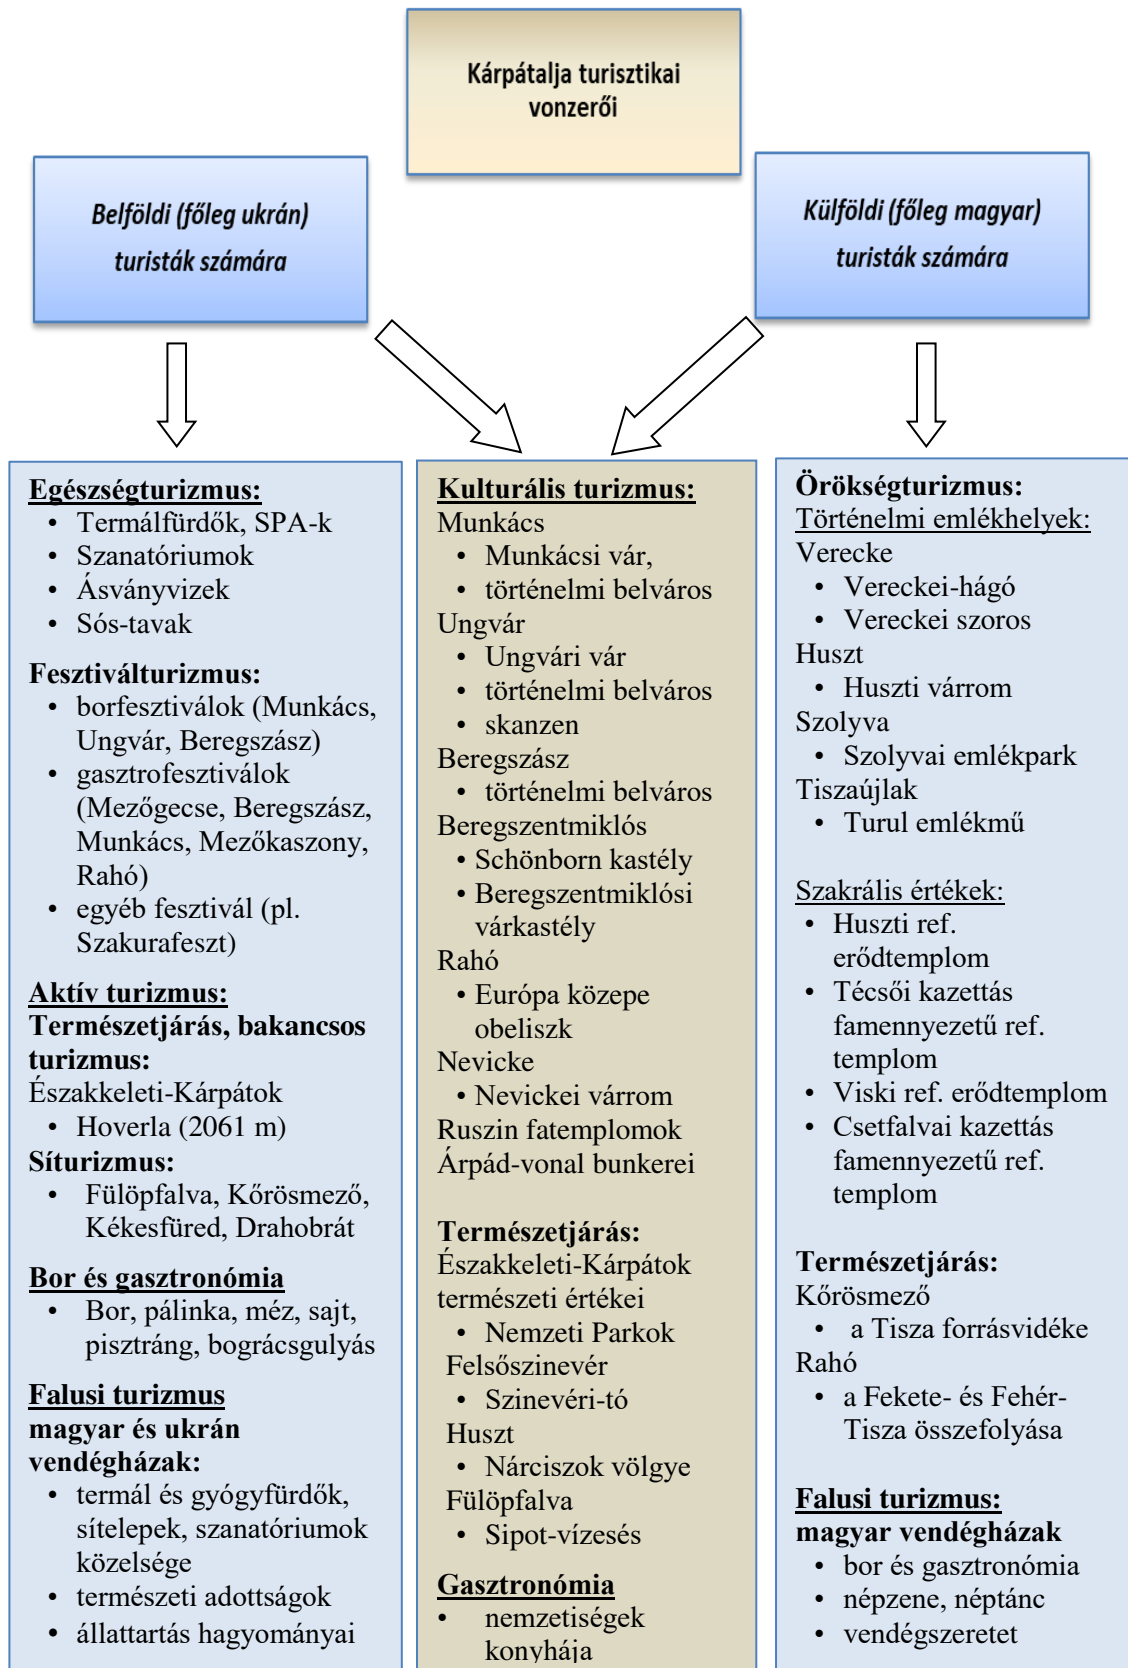 Kárpátalja turisztikai
vonzerői
Belföldi (főleg ukrán)
turisták számára
Külföldi (főleg magyar)
turisták számára
Egészségturizmus:
• Termálfürdők, SPA-k
• Szanatóriumok
• Ásványvizek
• Sós-tavak
Fesztiválturizmus:
• borfesztiválok (Munkács,
Ungvár, Beregszász)
• gasztrofesztiválok
(Mezőgecse, Beregszász,
Munkács, Mezőkaszony,
Rahó)
• egyéb fesztivál (pl.
Szakurafeszt)
Aktív turizmus:
Természetjárás, bakancsos
turizmus:
Északkeleti-Kárpátok
• Hoverla (2061 m)
Síturizmus:
• Fülöpfalva, Kőrösmező,
Kékesfüred, Drahobrát
Bor és gasztronómia
• Bor, pálinka, méz, sajt,
pisztráng, bográcsgulyás
Falusi turizmus
magyar és ukrán
vendégházak:
• termál és gyógyfürdők,
sítelepek, szanatóriumok
közelsége
• természeti adottságok
• állattartás hagyományai
Kulturális turizmus:
Munkács
• Munkácsi vár,
• történelmi belváros
Ungvár
• Ungvári vár
• történelmi belváros
• skanzen
Beregszász
• történelmi belváros
Beregszentmiklós
• Schönborn kastély
• Beregszentmiklósi
várkastély
Rahó
• Európa közepe
obeliszk
Nevicke
• Nevickei várrom
Ruszin fatemplomok
Árpád-vonal bunkerei
Természetjárás:
Északkeleti-Kárpátok
természeti értékei
• Nemzeti Parkok
Felsőszinevér
• Szinevéri-tó
Huszt
• Nárciszok völgye
Fülöpfalva
• Sipot-vízesés
Gasztronómia
• nemzetiségek
konyhája
Örökségturizmus:
Történelmi emlékhelyek:
Verecke
• Vereckei-hágó
• Vereckei szoros
Huszt
• Huszti várrom
Szolyva
• Szolyvai emlékpark
Tiszaújlak
• Turul emlékmű
Szakrális értékek:
• Huszti ref.
erődtemplom
• Técsői kazettás
famennyezetű ref.
templom
• Viski ref. erődtemplom
• Csetfalvai kazettás
famennyezetű ref.
templom
Természetjárás:
Kőrösmező
• a Tisza forrásvidéke
Rahó
• a Fekete- és Fehér-
Tisza összefolyása
Falusi turizmus:
magyar vendégházak
• bor és gasztronómia
• népzene, néptánc
• vendégszeretet